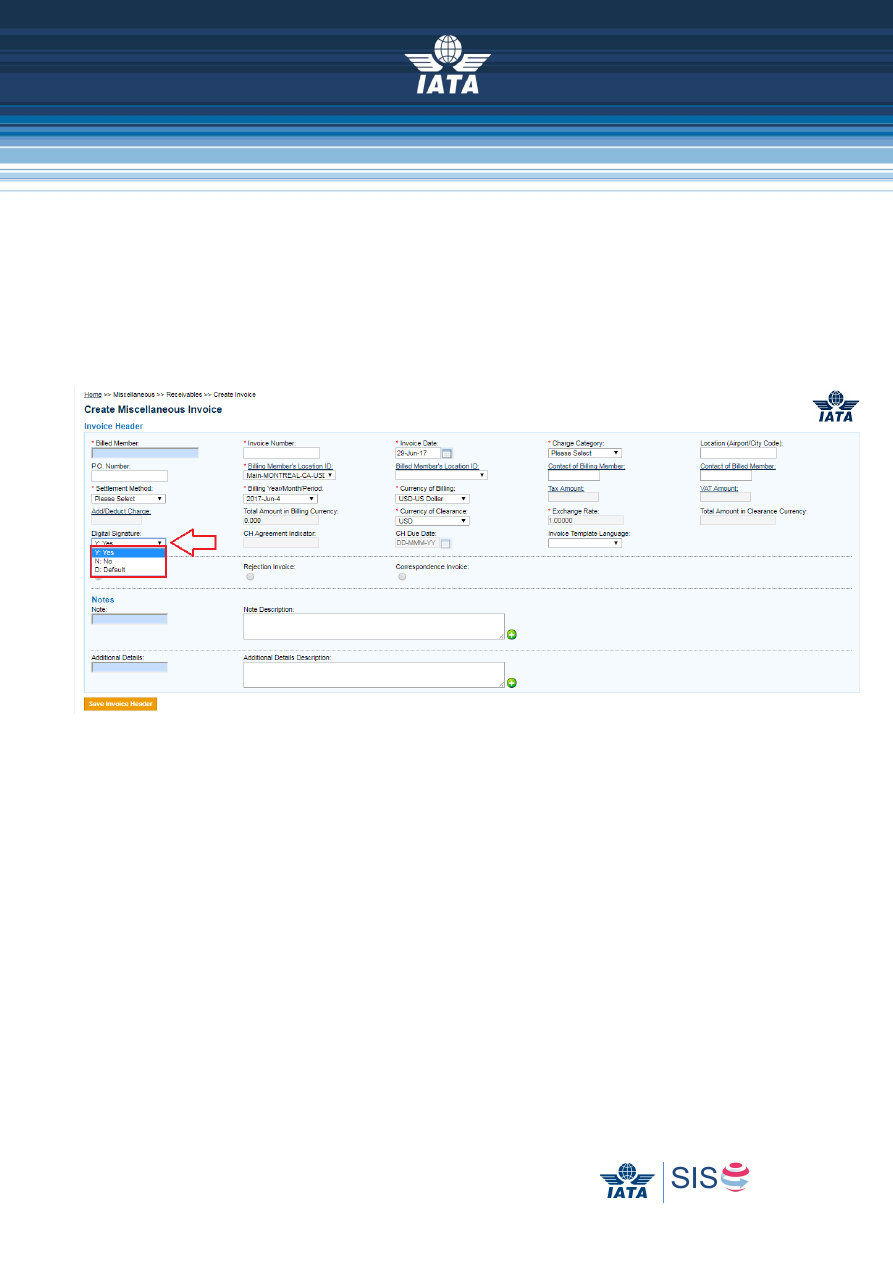 IATA
Home >> Miscellaneous >> Receivables >> Create Invoice
IATA
Create Miscellaneous Invoice
Invoice Header
* Billed Member: * Invoice Number: * Invoice Date: * Charge Category: Location (Airport/City Code):
29-Jun-17 Please Select
P.O. Number: * Billing Member's Location ID: Billed Member's Location ID: Contact of Billing Member: Contact of Billed Member:
Main-MONTREAL-CA-USD
* Settlement Method: * Billing Year/Month/Period: * Currency of Billing: Tax Amount: VAT Amount:
Please Select 2017-Jun-4 USD-US Dollar
Add/Deduct Charge: Total Amount in Billing Currency: * Currency of Clearance: * Exchange Rate: Total Amount in Clearance Currency:
0.000 USD 1.00000
Digital Signature: CH Agreement Indicator: CH Due Date: Invoice Template Language:
Y: Yes DD-MMM-YY
Y: Yes
N: No
D: Default
Rejection Invoice: Correspondence Invoice:
Notes
Note: Note Description:
Additional Details: Additional Details Description:
Save Invoice Header
IATA SIS